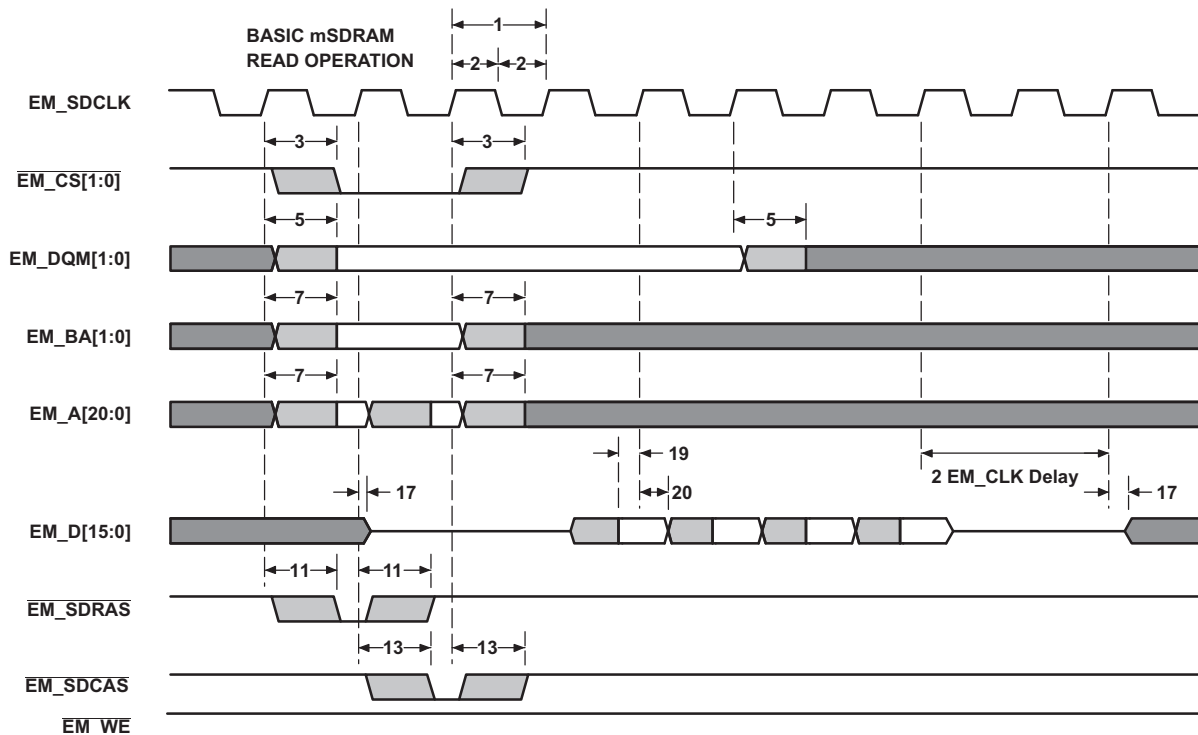 BASIC mSDRAM
READ OPERATION
1
2 2
EM_SDCLK
3 3
EM_CS[1:0]
5 5
EM_DQM[1:0]
7 7
EM_BA[1:0]
7 7
EM_A[20:0]
19
2 EM_CLK Delay
17 20 17
EM_D[15:0]
11 11
EM_SDRAS
13 13
EM_SDCAS
EM_WE